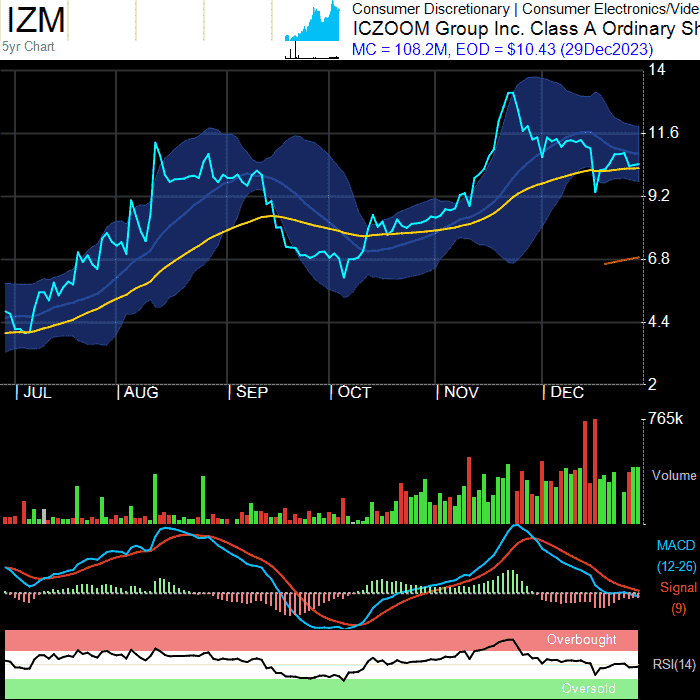 IZM
5yr Chart
Consumer Discretionary | Consumer Electronics/Vide
ICZOOM Group Inc. Class A Ordinary Sh
MC = 108.2M, EOD = $10.43 (29Dec2023)
14
11.6
9.2
6.8
4.4
2
JUL AUG SEP OCT NOV DEC
765k
Volume
MACD
(12-26)
Signal
(9)
Overbought
RSI(14)
Oversold